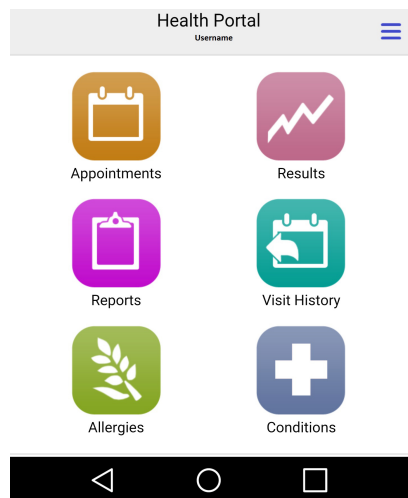 Health Portal
Username
Appointments
Results
Reports
Visit History
Allergies
Conditions